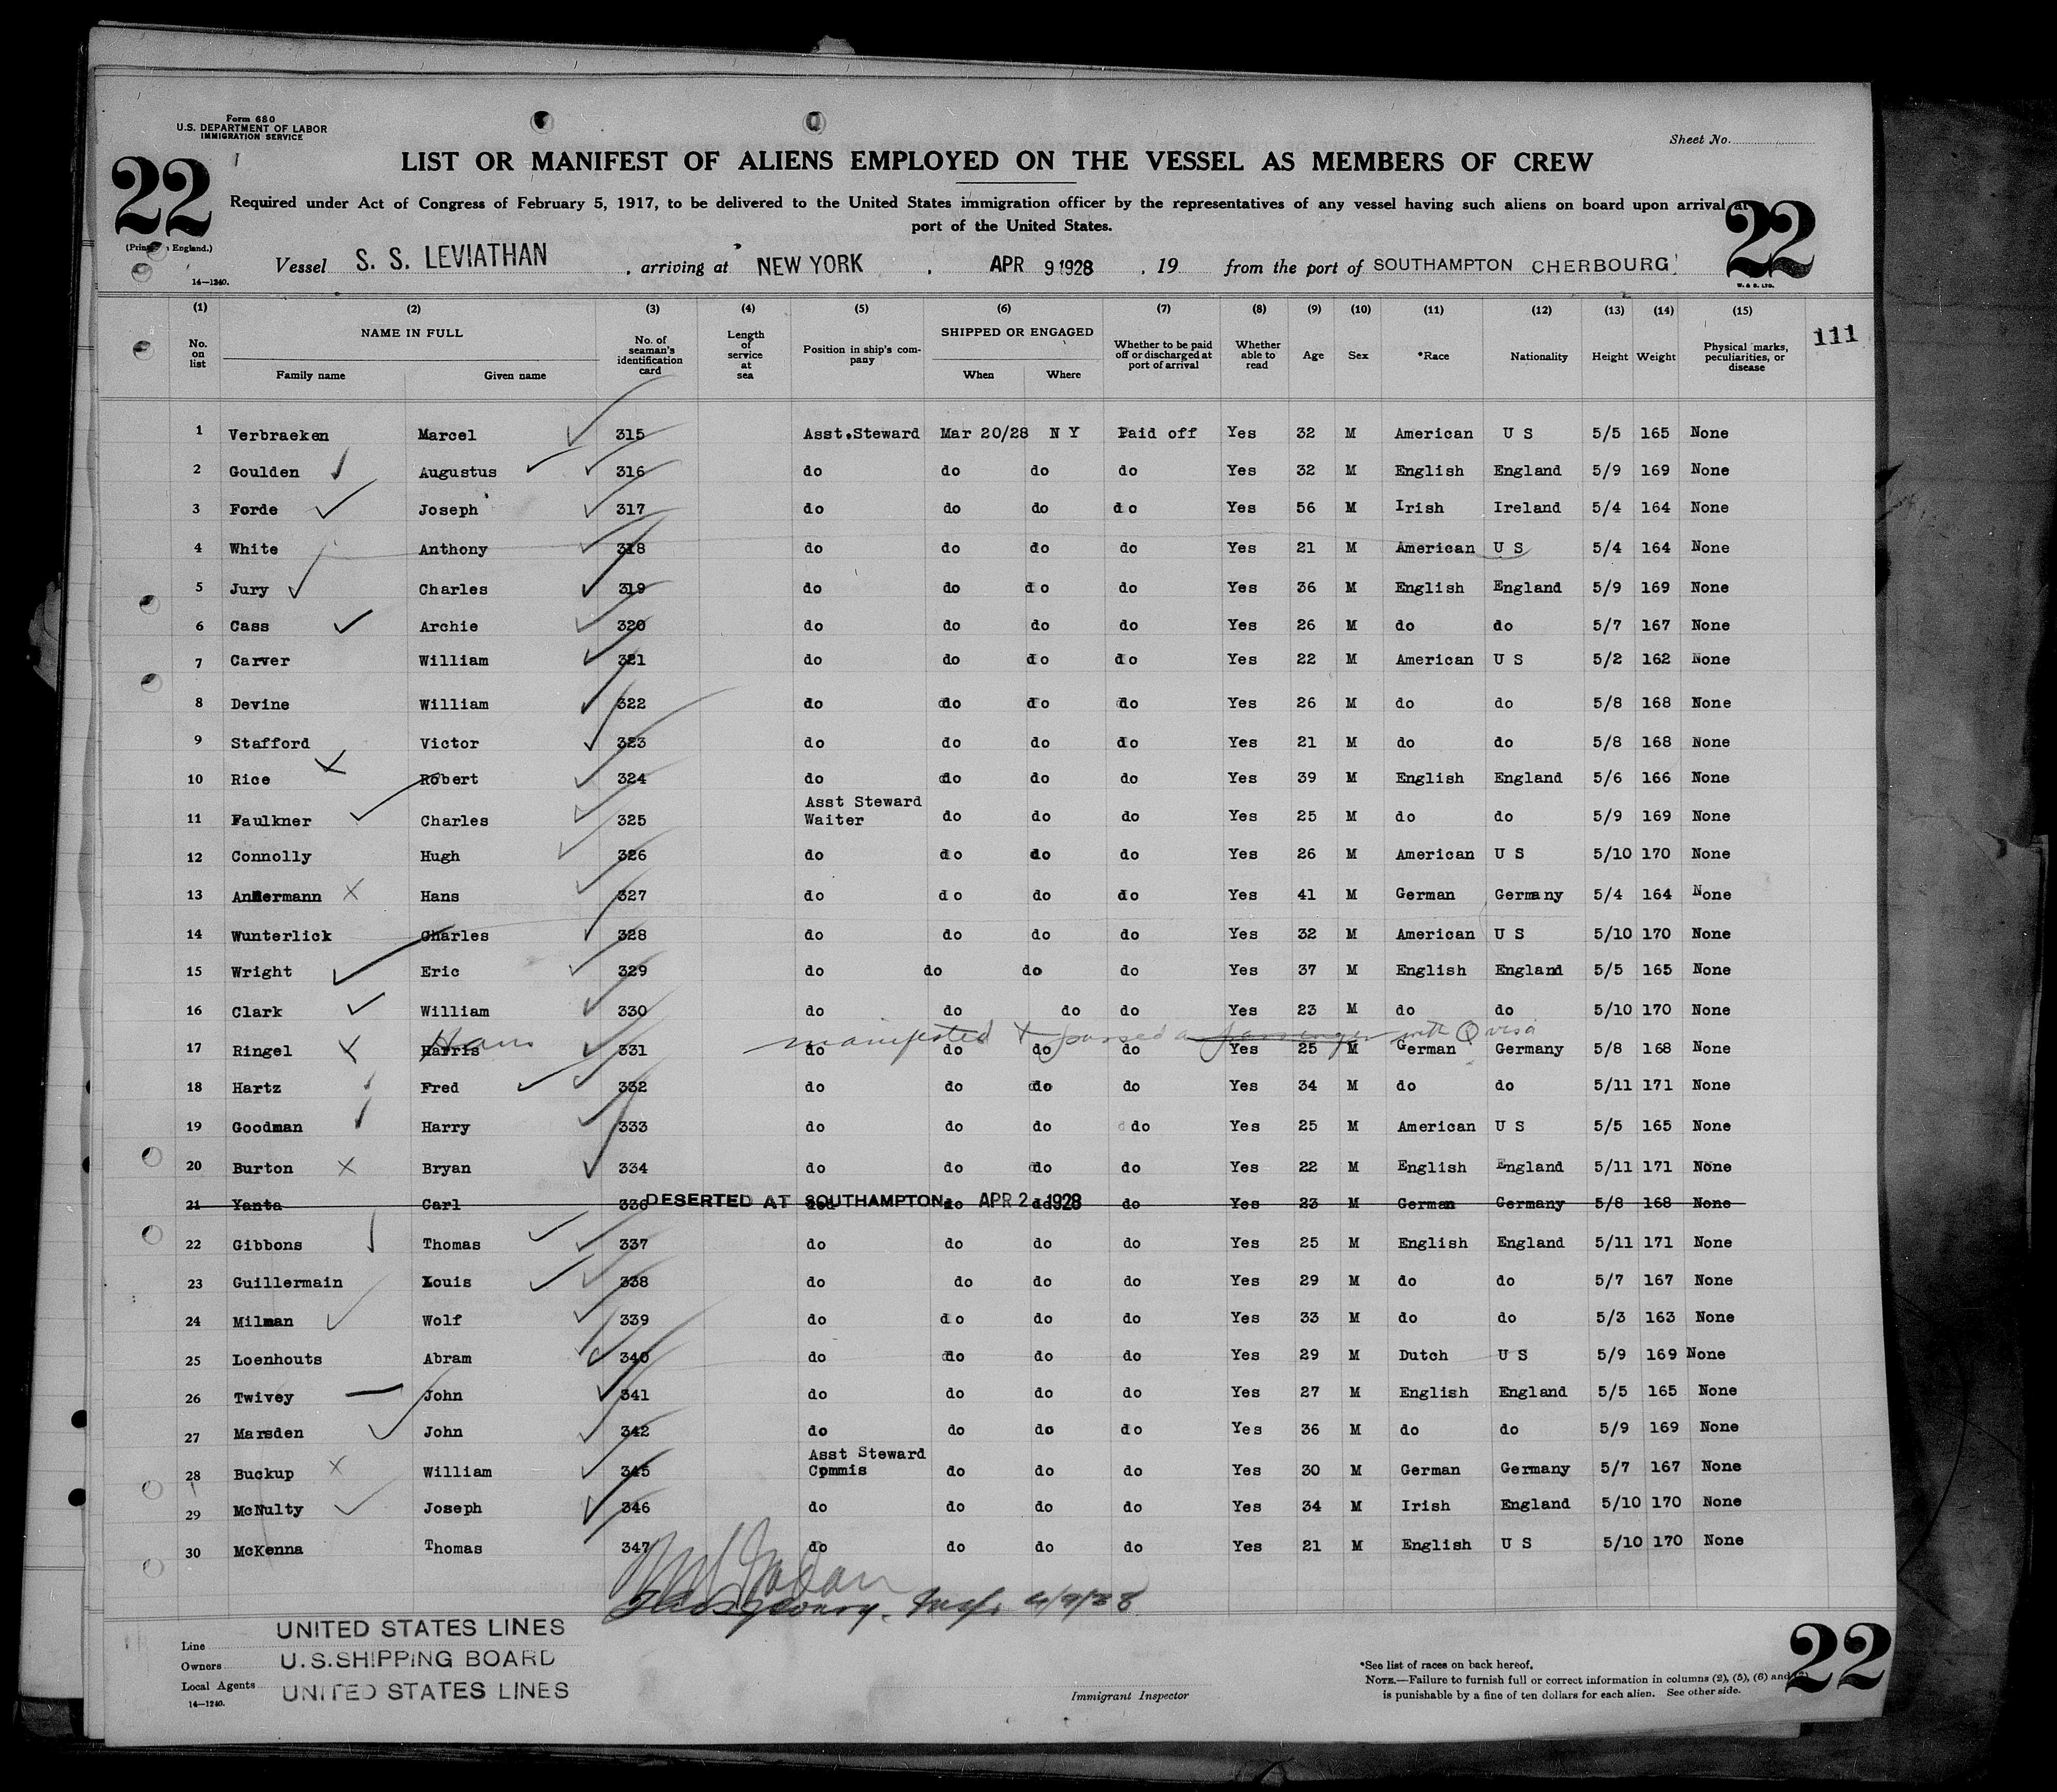 Form 680
U.S. DEPARTMENT OF LABOR
IMMIGRATION SERVICE
Sheet No.
22
LIST OR MANIFEST OF ALIENS EMPLOYED ON THE VESSEL AS MEMBERS OF CREW
22
Required under Act of Congress of February 5, 1917, to be delivered to the United States immigration officer by the representatives of any vessel having such aliens on board upon arrival at
port of the United States.
Vessel S. S. LEVIATHAN , arriving at NEW YORK , APR 9 1928 , 19 from the port of SOUTHAMPTON CHERBOURG
14—1240.
W. & S. LTD.
(1) (2) (3) (4) (5) (6) (7) (8) (9) (10) (11) (12) (13) (14) (15)
111
No. on list NAME IN FULL Family name Given name No. of seaman's identification card Length of service at sea Position in ship's company SHIPPED OR ENGAGED When Where Whether to be paid off or discharged at port of arrival Whether able to read Age Sex *Race Nationality Height Weight Physical marks, peculiarities, or disease
1 Verbraeken Marcel 315 Asst.Steward Mar 20/28 N Y Paid off Yes 32 M American U S 5/5 165 None
2 Goulden Augustus 316 do do do do Yes 32 M English England 5/9 169 None
3 Forde Joseph 317 do do do do Yes 56 M Irish Ireland 5/4 164 None
4 White Anthony 318 do do do do Yes 21 M American U S 5/4 164 None
5 Jury Charles 319 do do do do Yes 36 M English England 5/9 169 None
6 Cass Archie 320 do do do do Yes 26 M do do 5/7 167 None
7 Carver William 321 do do do do Yes 22 M American U S 5/2 162 None
8 Devine William 322 do do do do Yes 26 M do do 5/8 168 None
9 Stafford Victor 323 do do do do Yes 21 M do do 5/8 168 None
10 Rice Robert 324 do do do do Yes 39 M English England 5/6 166 None
11 Faulkner Charles 325 Asst Steward Waiter do do do Yes 25 M do do 5/9 169 None
12 Connolly Hugh 326 do do do do Yes 26 M American U S 5/10 170 None
13 Hans 327 do do do do Yes 41 M German Germany 5/4 164 None
14 Wunterlick Charles 328 do do do do Yes 32 M American U S 5/10 170 None
15 Wright Eric 329 do do do do Yes 37 M English England 5/5 165 None
16 Clark William 330 do do do do Yes 23 M do do 5/10 170 None
Hans manifested & passed as passenger with Q visa
17 Ringel Harris 331 do do do do Yes 25 M German Germany 5/8 168 None
18 Hartz Fred 332 do do do do Yes 34 M do do 5/11 171 None
19 Goodman Harry 333 do do do do Yes 25 M American U S 5/5 165 None
20 Burton Bryan 334 do do do do Yes 22 M English England 5/11 171 None
21 Yanta Carl 336 DESERTED AT SOUTHAMPTON do APR 2 1928 do Yes 23 M German Germany 5/8 168 None
22 Gibbons Thomas 337 do do do do Yes 25 M English England 5/11 171 None
23 Guillermain Louis 338 do do do do Yes 29 M do do 5/7 167 None
24 Milman Wolf 339 do do do do Yes 33 M do do 5/3 163 None
25 Loenhouts Abram 340 do do do do Yes 29 M Dutch U S 5/9 169 None
26 Twivey John 341 do do do do Yes 27 M English England 5/5 165 None
27 Marsden John 342 do do do do Yes 36 M do do 5/9 169 None
28 Buckup William 345 Asst Steward Commis do do do Yes 30 M German Germany 5/7 167 None
29 McNulty Joseph 346 do do do do Yes 34 M Irish England 5/10 170 None
30 McKenna Thomas 347 do do do do Yes 21 M English U S 5/10 170 None
4/9/28
Line UNITED STATES LINES
Owners U.S.SHIPPING BOARD
Local Agents UNITED STATES LINES
14—1240.
Immigrant Inspector
*See list of races on back hereof.
NOTE.—Failure to furnish full or correct information in columns (2), (5), (6) and
is punishable by a fine of ten dollars for each alien. See other side.
22